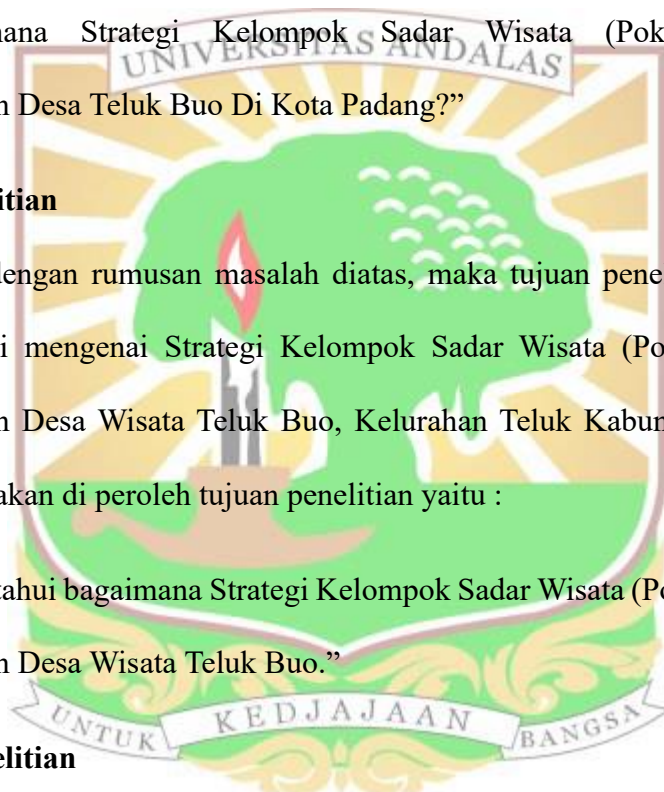 mana Strategi Kelompok Sadar Wisata (Pok
UNIVERSITAS ANDALAS
n Desa Teluk Buo Di Kota Padang?”
itian
dengan rumusan masalah diatas, maka tujuan pene
i mengenai Strategi Kelompok Sadar Wisata (Po
n Desa Wisata Teluk Buo, Kelurahan Teluk Kabun
akan di peroleh tujuan penelitian yaitu :
tahui bagaimana Strategi Kelompok Sadar Wisata (Po
n Desa Wisata Teluk Buo.”
UNTUK KEDJAJAAN BANGSA
elitian